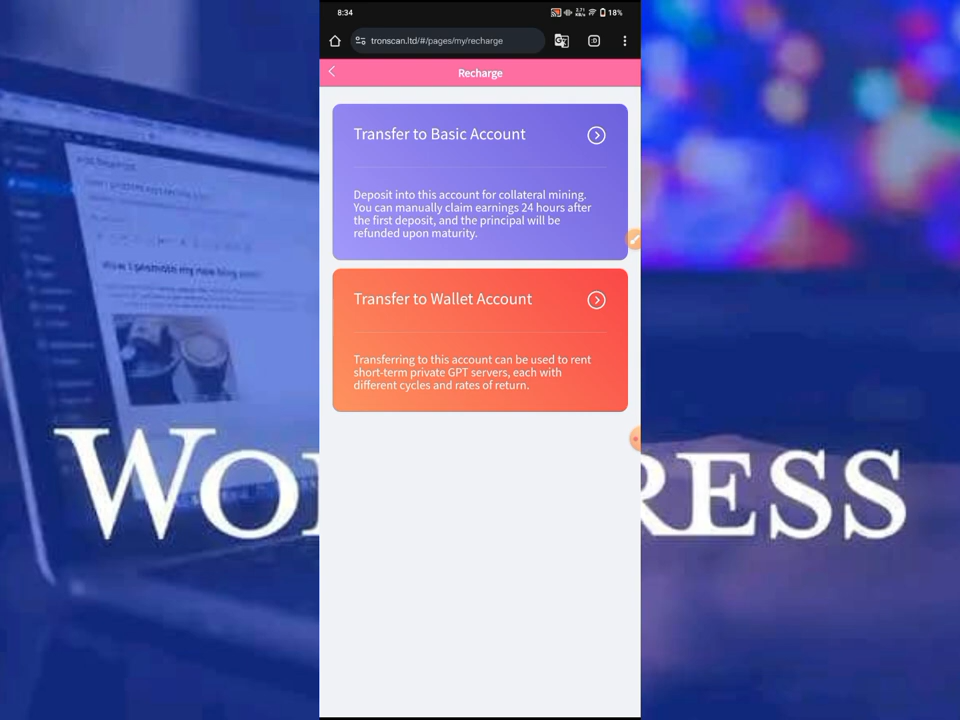 8:34
3.71
KB/s
18%
tronscan.ltd/#/pages/my/recharge
Recharge
Transfer to Basic Account
Deposit into this account for collateral mining.
You can manually claim earnings 24 hours after
the first deposit, and the principal will be
refunded upon maturity.
Transfer to Wallet Account
Transferring to this account can be used to rent
short-term private GPT servers, each with
different cycles and rates of return.
WO
RESS